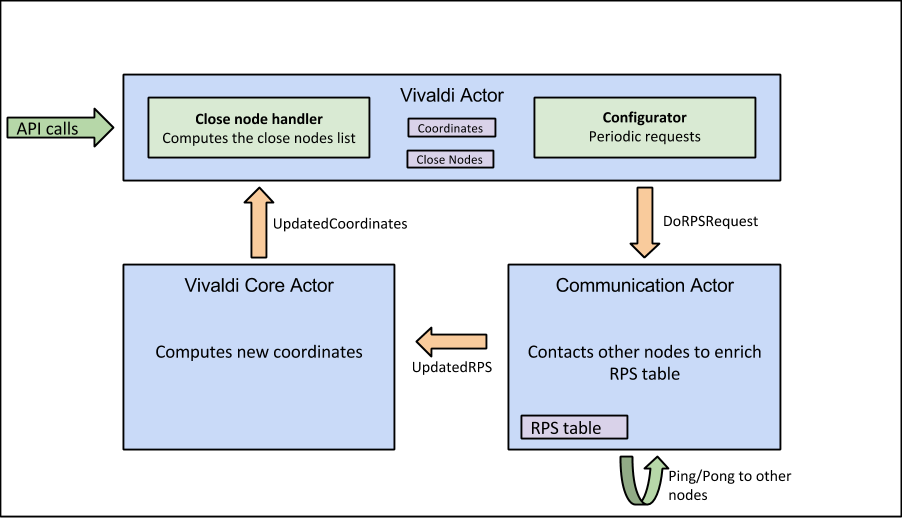 Vivaldi Actor
API calls
Close node handler
Computes the close nodes list
Coordinates
Close Nodes
Configurator
Periodic requests
UpdatedCoordinates
DoRPSRequest
Vivaldi Core Actor
Computes new coordinates
UpdatedRPS
Communication Actor
Contacts other nodes to enrich
RPS table
RPS table
Ping/Pong to other
nodes